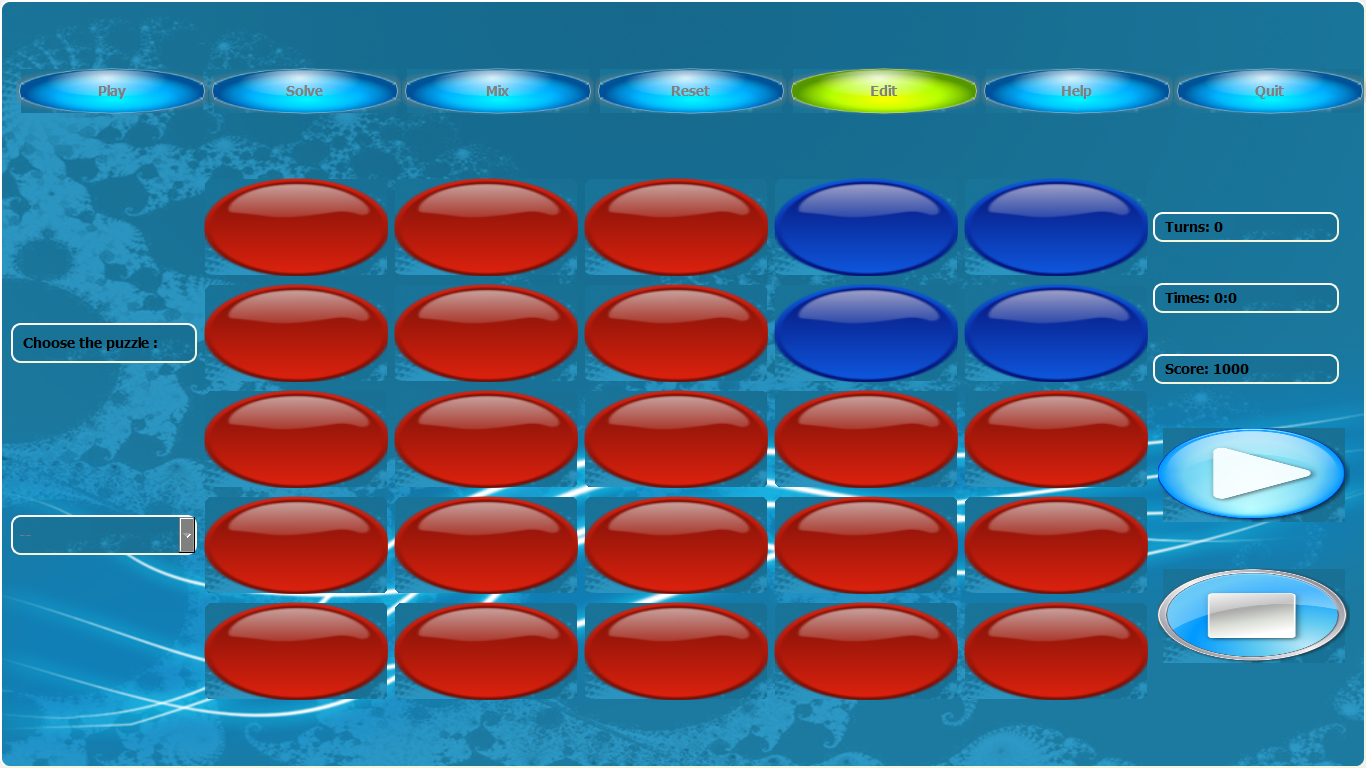 Play
Solve
Mix
Reset
Edit
Help
Quit
Turns: 0
Times: 0:0
Choose the puzzle :
Score: 1000